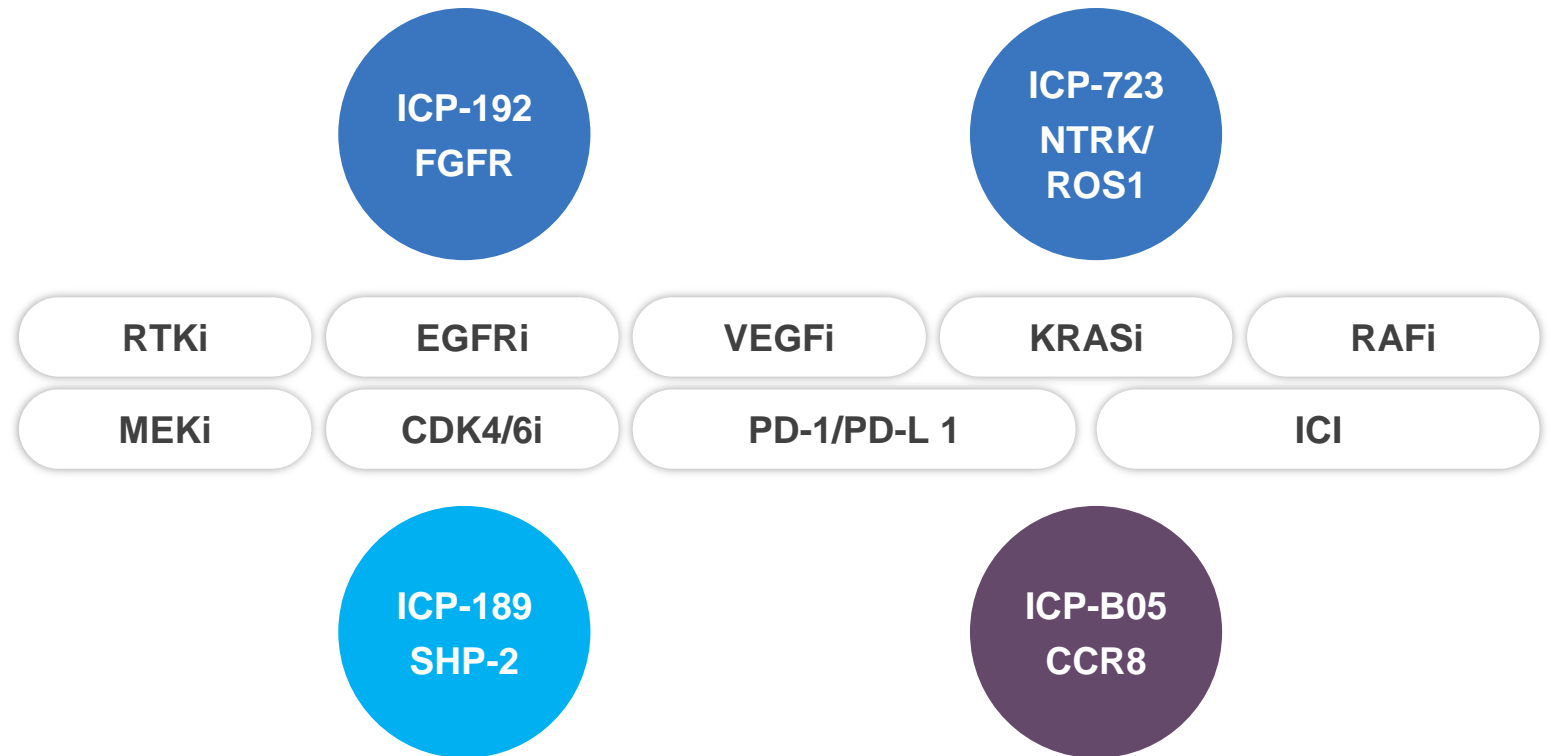 ICP-192
FGFR
ICP-723
NTRK/
ROS1
RTKi
EGFRi
VEGFi
KRASi
RAFi
MEKi
CDK4/6i
PD-1/PD-L 1
ICI
ICP-189
SHP-2
ICP-B05
CCR8